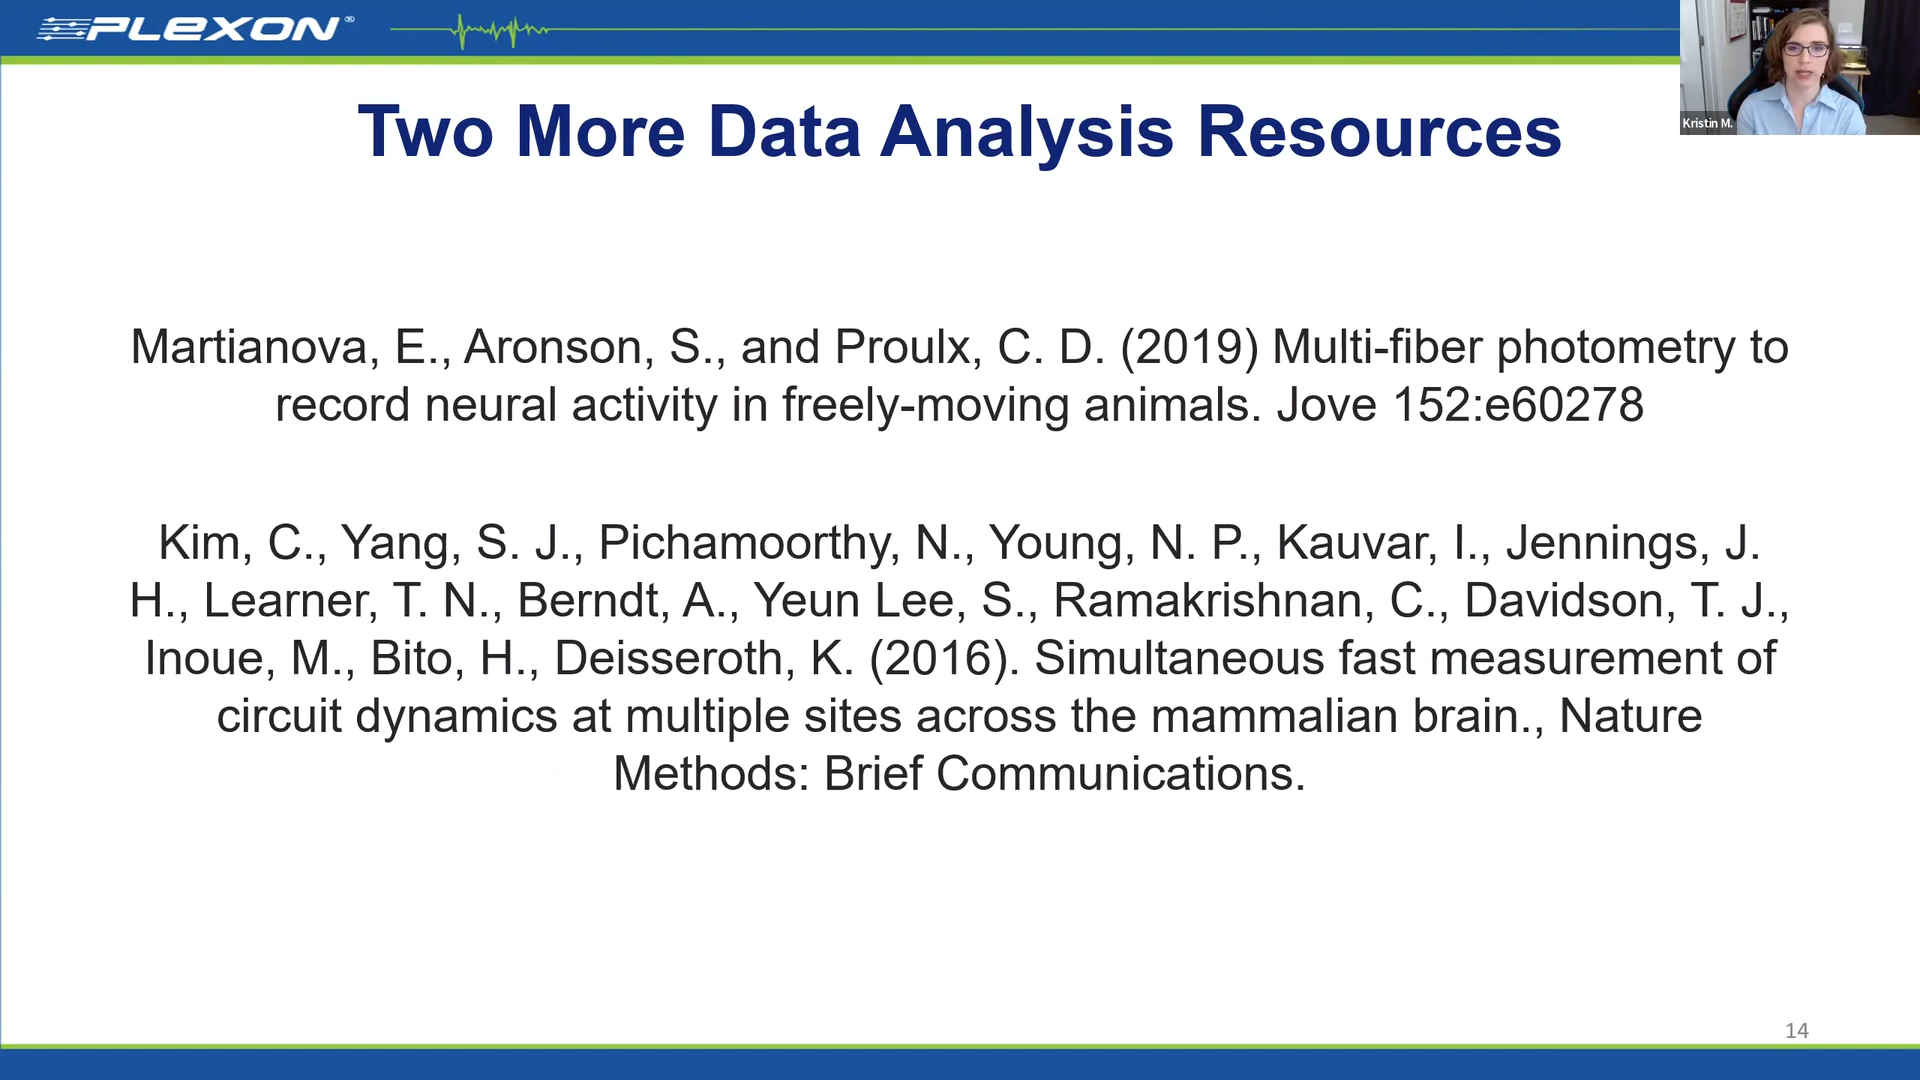 PLEXON®
Kristin M.
Two More Data Analysis Resources
Martianova, E., Aronson, S., and Proulx, C. D. (2019) Multi-fiber photometry to
record neural activity in freely-moving animals. Jove 152:e60278
Kim, C., Yang, S. J., Pichamoorthy, N., Young, N. P., Kauvar, I., Jennings, J.
H., Learner, T. N., Berndt, A., Yeun Lee, S., Ramakrishnan, C., Davidson, T. J.,
Inoue, M., Bito, H., Deisseroth, K. (2016). Simultaneous fast measurement of
circuit dynamics at multiple sites across the mammalian brain., Nature
Methods: Brief Communications.
14